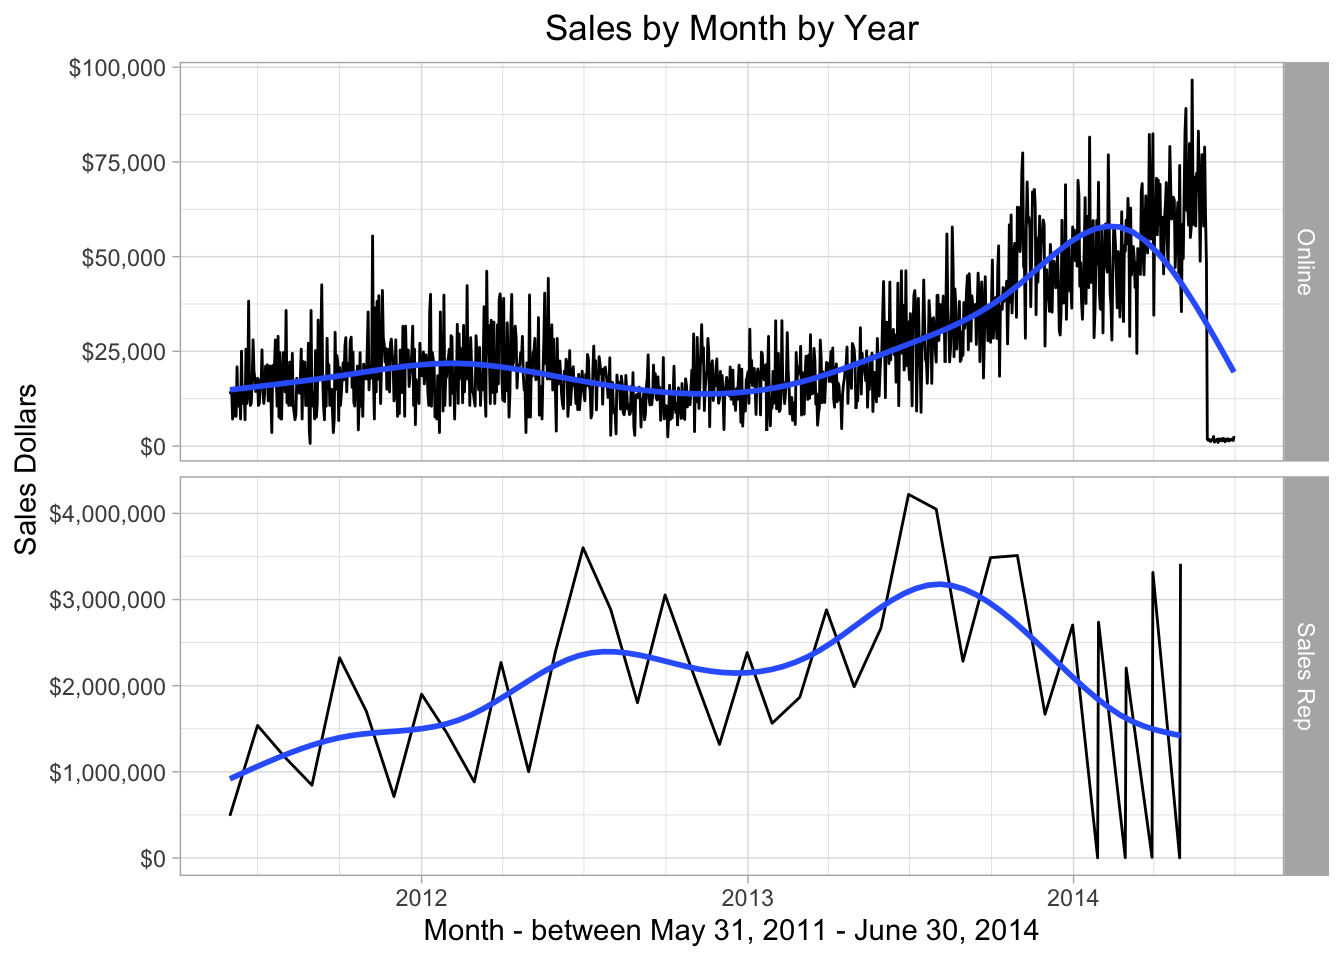 Sales by Month by Year
Sales Dollars
$100,000
$75,000
$50,000
$25,000
$0
Online
$4,000,000
$3,000,000
$2,000,000
$1,000,000
$0
Sales Rep
2012 2013 2014
Month - between May 31, 2011 - June 30, 2014